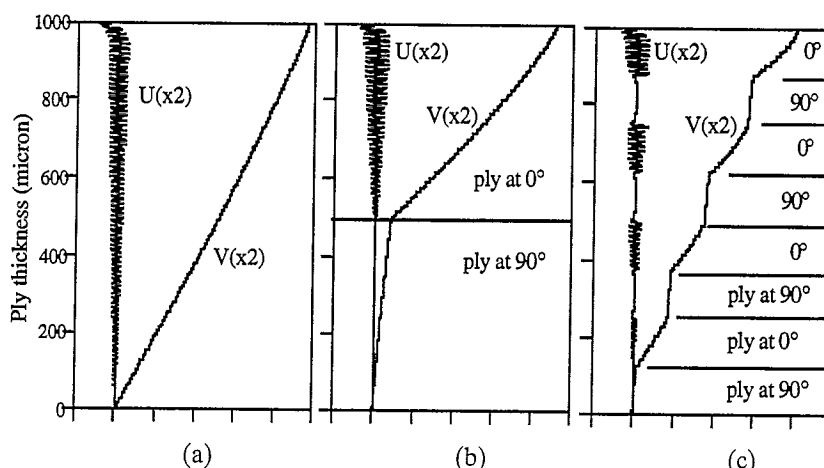 Ply thickness (micron)
1000
800
600
400
200
0
U(x2)
V(x2)
(a)
U(x2)
V(x2)
ply at 0°
ply at 90°
(b)
U(x2)
V(x2)
0°
90°
0°
90°
0°
ply at 90°
ply at 0°
ply at 90°
(c)